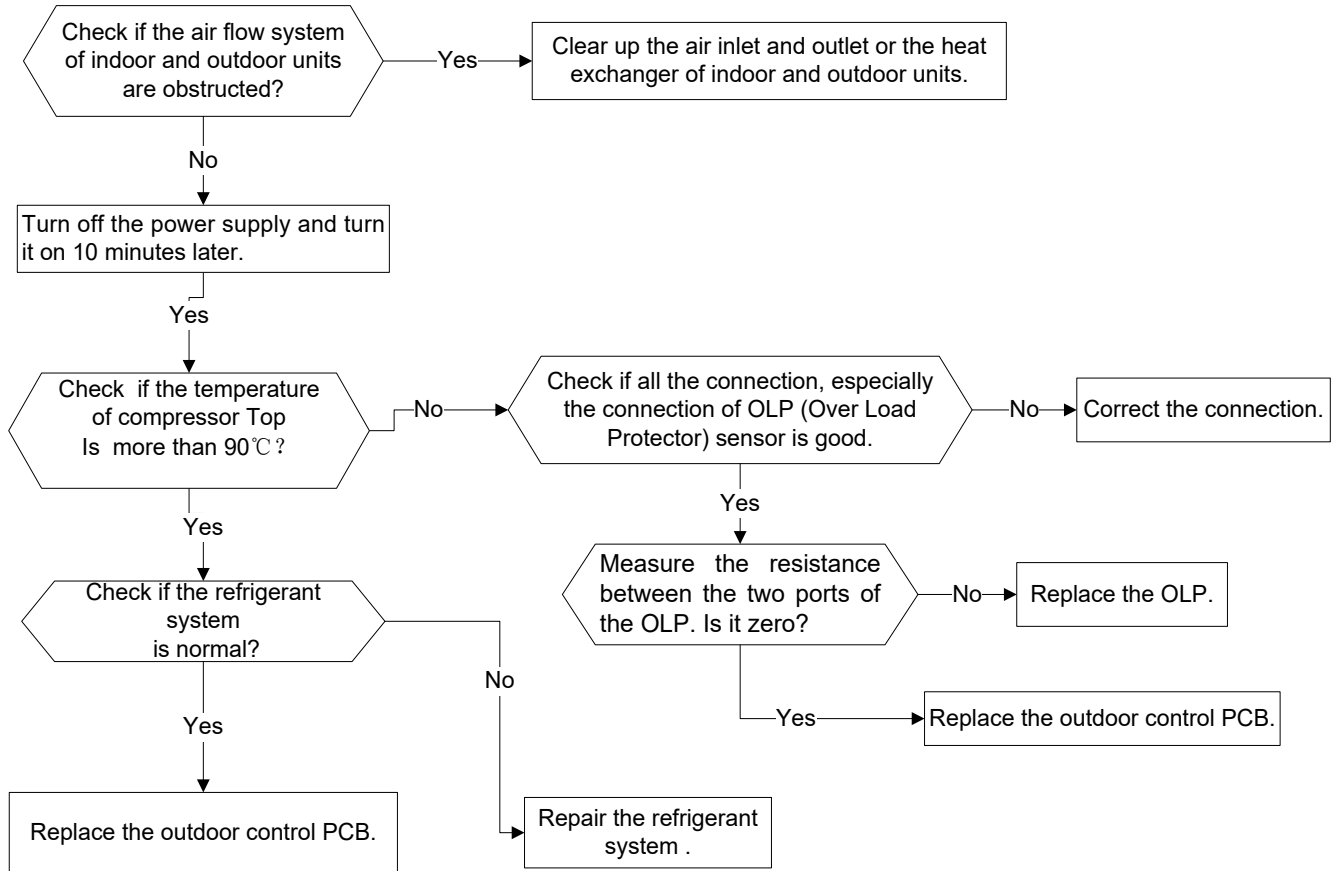 Check if the air flow system
of indoor and outdoor units
are obstructed?
Yes
Clear up the air inlet and outlet or the heat
exchanger of indoor and outdoor units.
No
Turn off the power supply and turn
it on 10 minutes later.
Yes
Check if the temperature
of compressor Top
Is more than 90℃？
No
Check if all the connection, especially
the connection of OLP (Over Load
Protector) sensor is good.
No
Correct the connection.
Yes
Yes
Measure the resistance
between the two ports of
the OLP. Is it zero?
No
Replace the OLP.
Check if the refrigerant
system
is normal?
No
Yes
Yes
Replace the outdoor control PCB.
Replace the outdoor control PCB.
Repair the refrigerant
system .